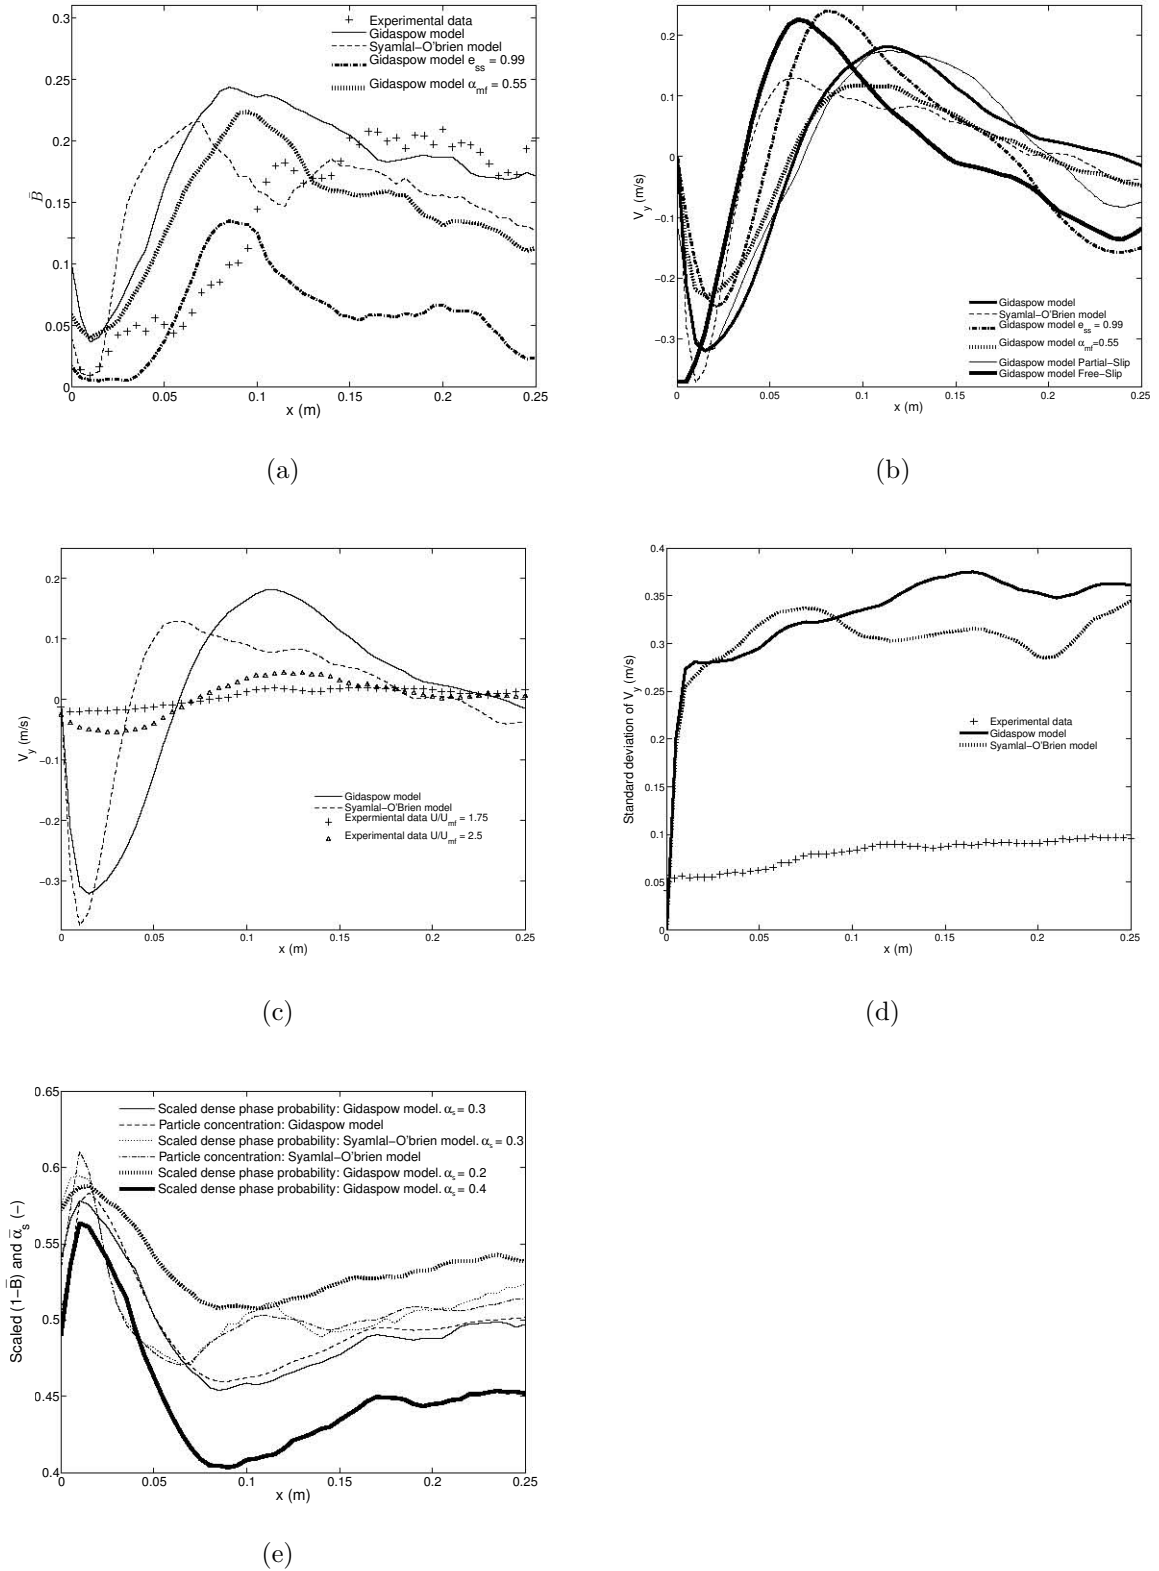 0.3
0.25
0.2
0.15
0.1
0.05
0
B̄
Experimental data
Gidaspow model
Syamlal−O'brien model
Gidaspow model e_ss = 0.99
Gidaspow model α_mf = 0.55
0 0.05 0.1 0.15 0.2 0.25
x (m)
(a)
0.2
0.1
0
−0.1
−0.2
−0.3
V_y (m/s)
Gidaspow model
Syamlal−O'Brien model
Gidaspow model e_ss = 0.99
Gidaspow model α_mf=0.55
Gidaspow model Partial−Slip
Gidaspow model Free−Slip
0 0.05 0.1 0.15 0.2 0.25
x (m)
(b)
0.2
0.1
0
−0.1
−0.2
−0.3
V_y (m/s)
Gidaspow model
Syamlal−O'Brien model
Expermiental data U/U_mf = 1.75
Experimental data U/U_mf = 2.5
0 0.05 0.1 0.15 0.2 0.25
x (m)
(c)
0.4
0.35
0.3
0.25
0.2
0.15
0.1
0.05
0
Standard deviation of V_y (m/s)
Experimental data
Gidaspow model
Syamlal−O'Brien model
0 0.05 0.1 0.15 0.2 0.25
x (m)
(d)
0.65
0.6
0.55
0.5
0.45
0.4
Scaled (1−B̄) and ᾱ_s (−)
Scaled dense phase probability: Gidaspow model. α_s = 0.3
Particle concentration: Gidaspow model
Scaled dense phase probability: Syamlal−O'brien model. α_s = 0.3
Particle concentration: Syamlal−O'brien model
Scaled dense phase probability: Gidaspow model. α_s = 0.2
Scaled dense phase probability: Gidaspow model. α_s = 0.4
0 0.05 0.1 0.15 0.2 0.25
x (m)
(e)